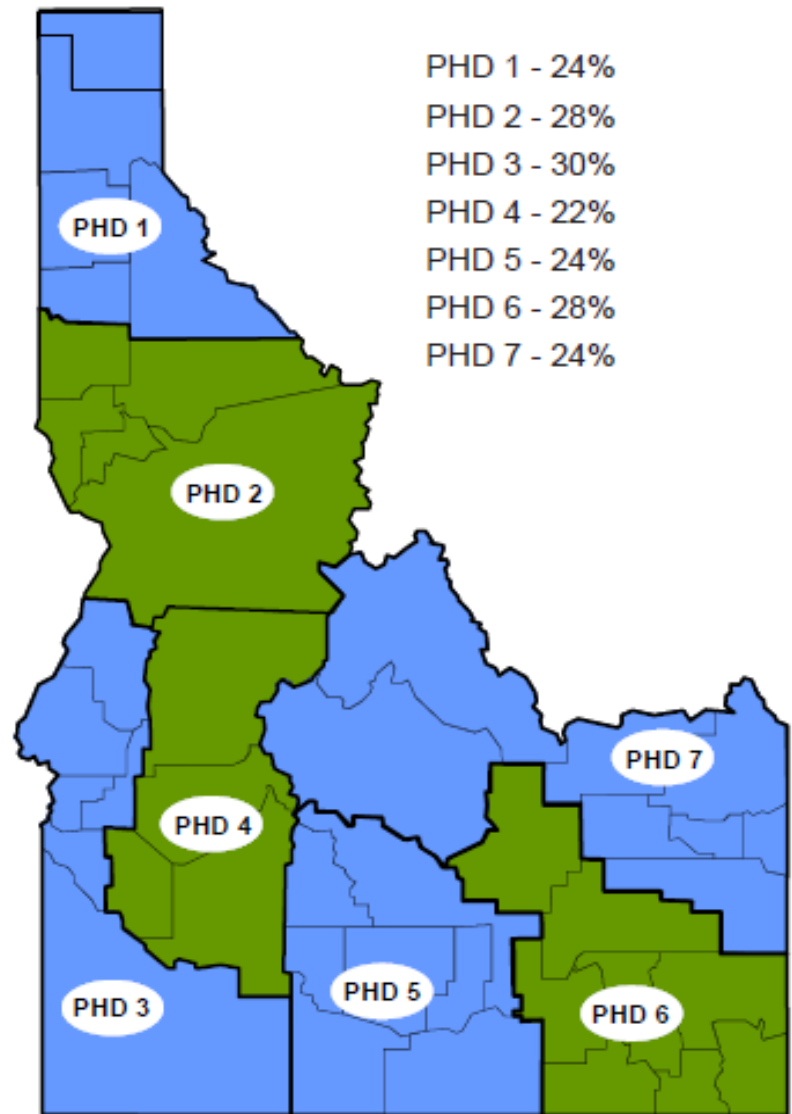 PHD 1 - 24%
PHD 2 - 28%
PHD 3 - 30%
PHD 4 - 22%
PHD 5 - 24%
PHD 6 - 28%
PHD 7 - 24%
PHD 1
PHD 2
PHD 7
PHD 4
PHD 5
PHD 3
PHD 6